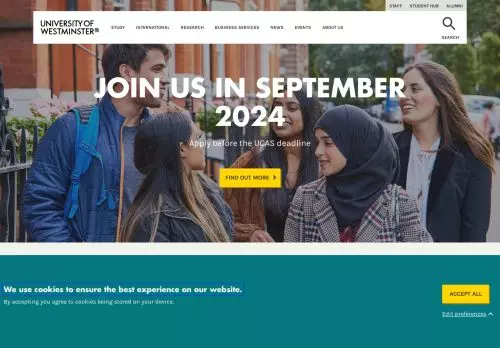 STAFF STUDENT HUB ALUMNI
UNIVERSITY OF
WESTMINSTER
STUDY INTERNATIONAL RESEARCH BUSINESS SERVICES NEWS EVENTS ABOUT US
SEARCH
JOIN US IN SEPTEMBER
2024
Apply before the UCAS deadline
FIND OUT MORE
We use cookies to ensure the best experience on our website.
By accepting you agree to cookies being stored on your device.
ACCEPT ALL
Edit preferences